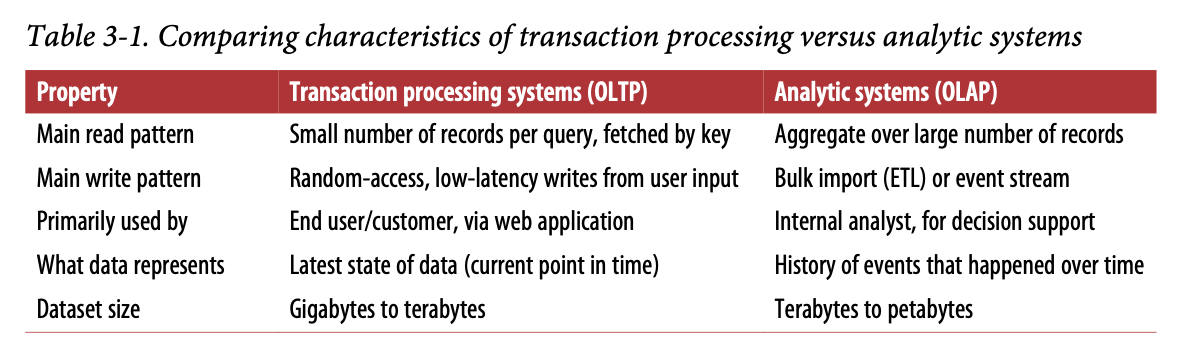 Table 3-1. Comparing characteristics of transaction processing versus analytic systems
Property Transaction processing systems (OLTP) Analytic systems (OLAP)
Main read pattern Small number of records per query, fetched by key Aggregate over large number of records
Main write pattern Random-access, low-latency writes from user input Bulk import (ETL) or event stream
Primarily used by End user/customer, via web application Internal analyst, for decision support
What data represents Latest state of data (current point in time) History of events that happened over time
Dataset size Gigabytes to terabytes Terabytes to petabytes